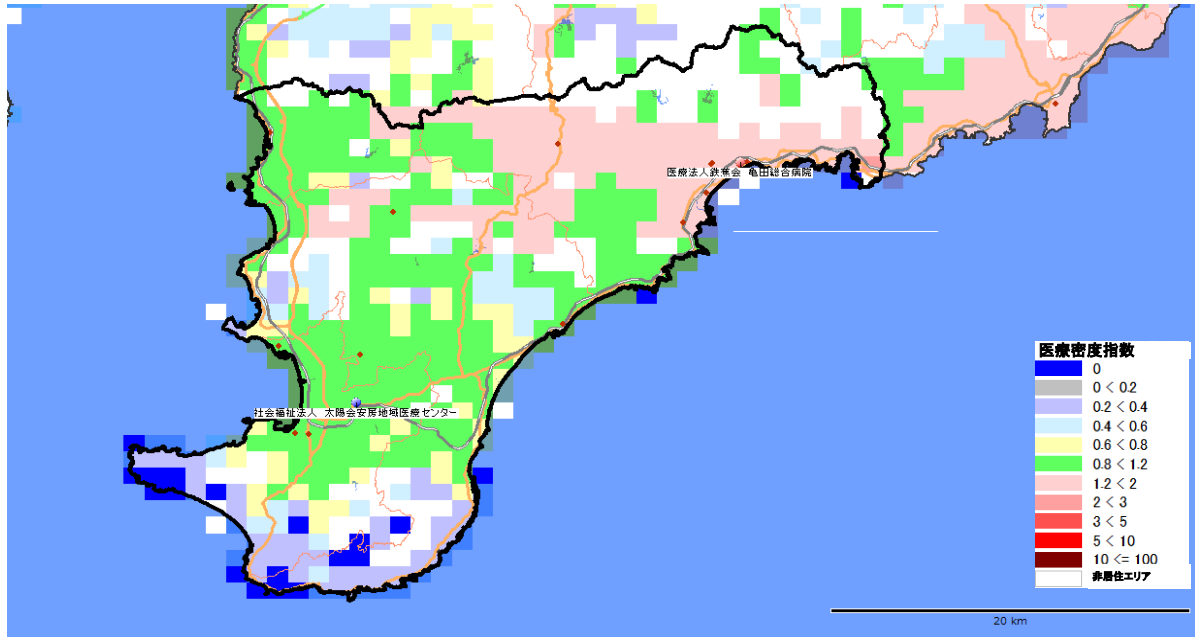 医療法人鉄蕉会 亀田総合病院
社会福祉法人 太陽会安房地域医療センター
医療密度指数
0
0 < 0.2
0.2 < 0.4
0.4 < 0.6
0.6 < 0.8
0.8 < 1.2
1.2 < 2
2 < 3
3 < 5
5 < 10
10 <= 100
非居住エリア
20 km